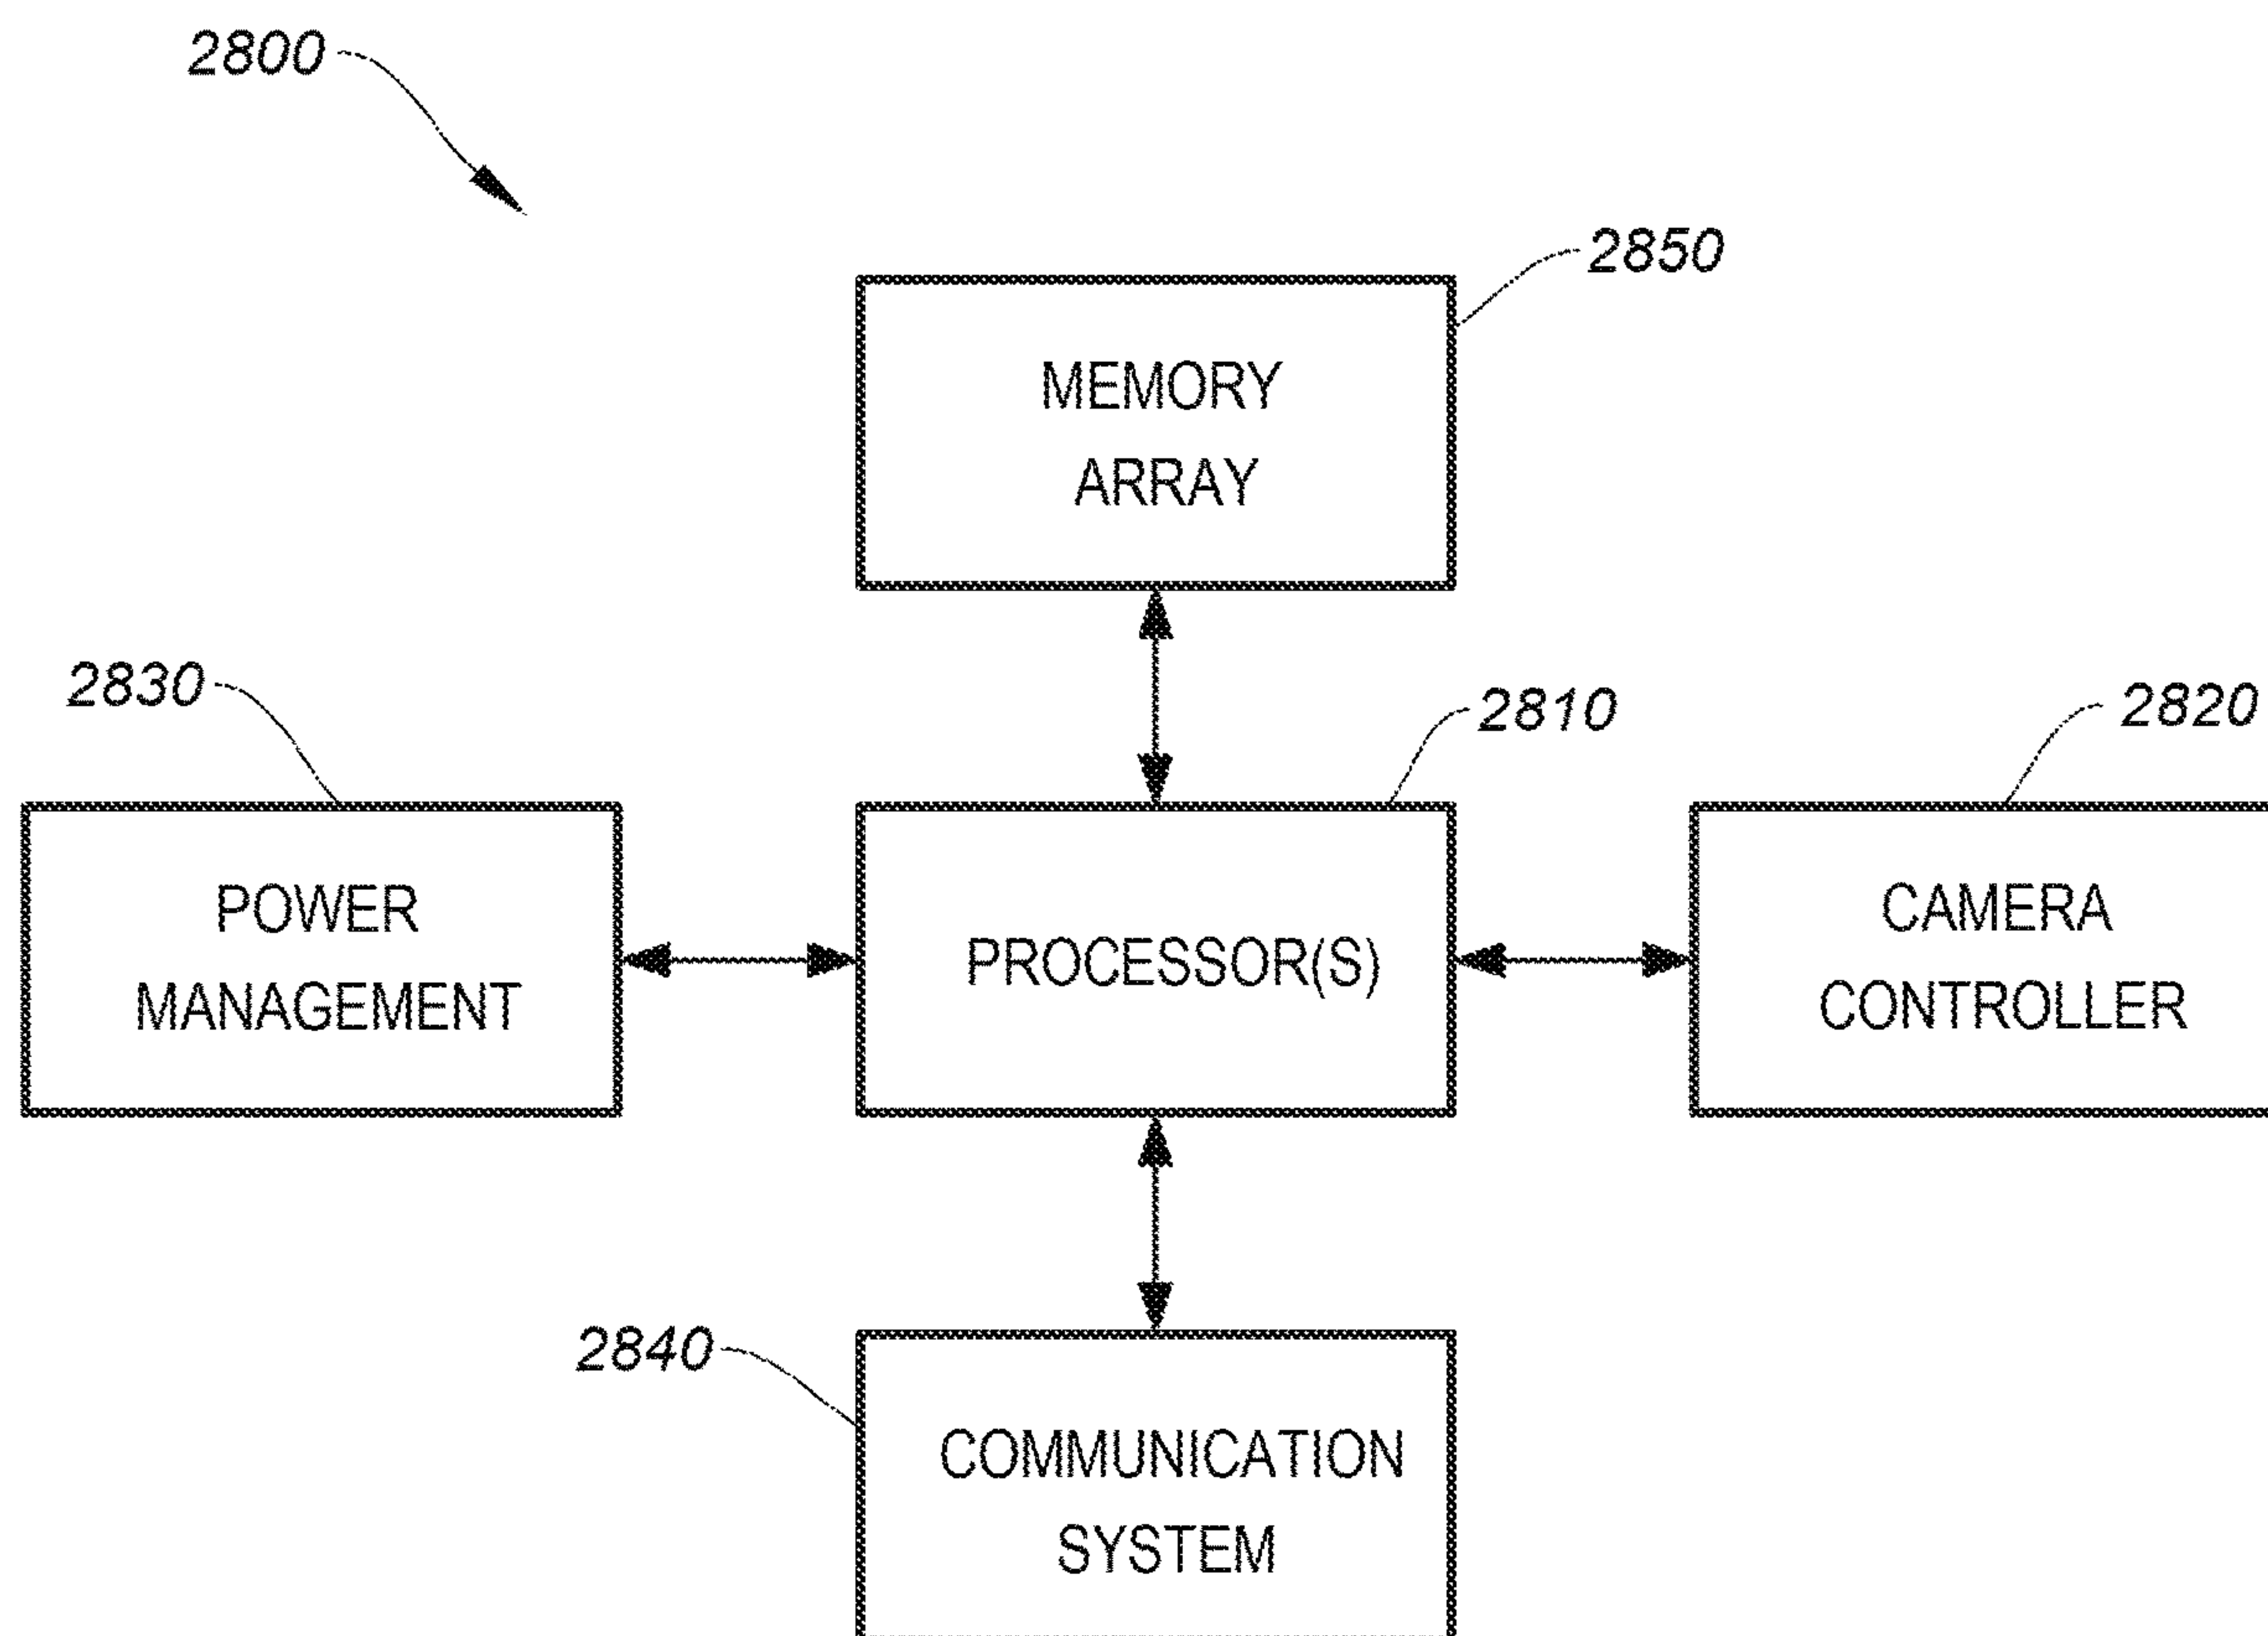 2800
2850
MEMORY
ARRAY
2830
2810
2820
POWER
MANAGEMENT
PROCESSOR(S)
CAMERA
CONTROLLER
2840
COMMUNICATION
SYSTEM